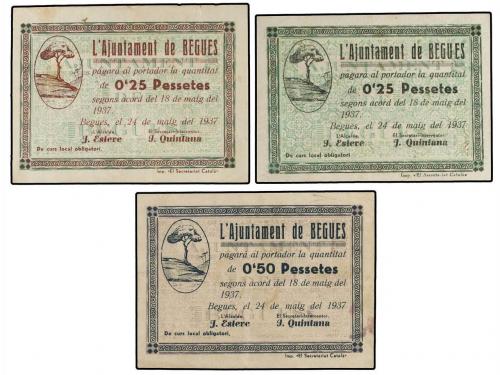 L'Ajuntament de BEGUES
pagarà al portador la quantitat
de 0'25 Pessetes
segons acord del 18 de maig del
1937.
Begues, el 24 de maig del 1937
L'Alcalde, El Secretari-Interventor,
J. Esteve J. Quintana
De curs local obligatori.
Imp. «El Secretariat Català»
L'Ajuntament de BEGUES
pagarà al portador la quantitat
de 0'25 Pessetes
segons acord del 18 de maig del
1937.
Begues, el 24 de maig del 1937
L'Alcalde, El Secretari-Interventor,
J. Esteve J. Quintana
De curs local obligatori.
Imp. «El Secretariat Català»
L'Ajuntament de BEGUES
pagarà al portador la quantitat
de 0'50 Pessetes
segons acord del 18 de maig del
1937.
Begues, el 24 de maig del 1937
L'Alcalde, El Secretari-Interventor,
J. Esteve J. Quintana
De curs local obligatori.
Imp. «El Secretariat Català»